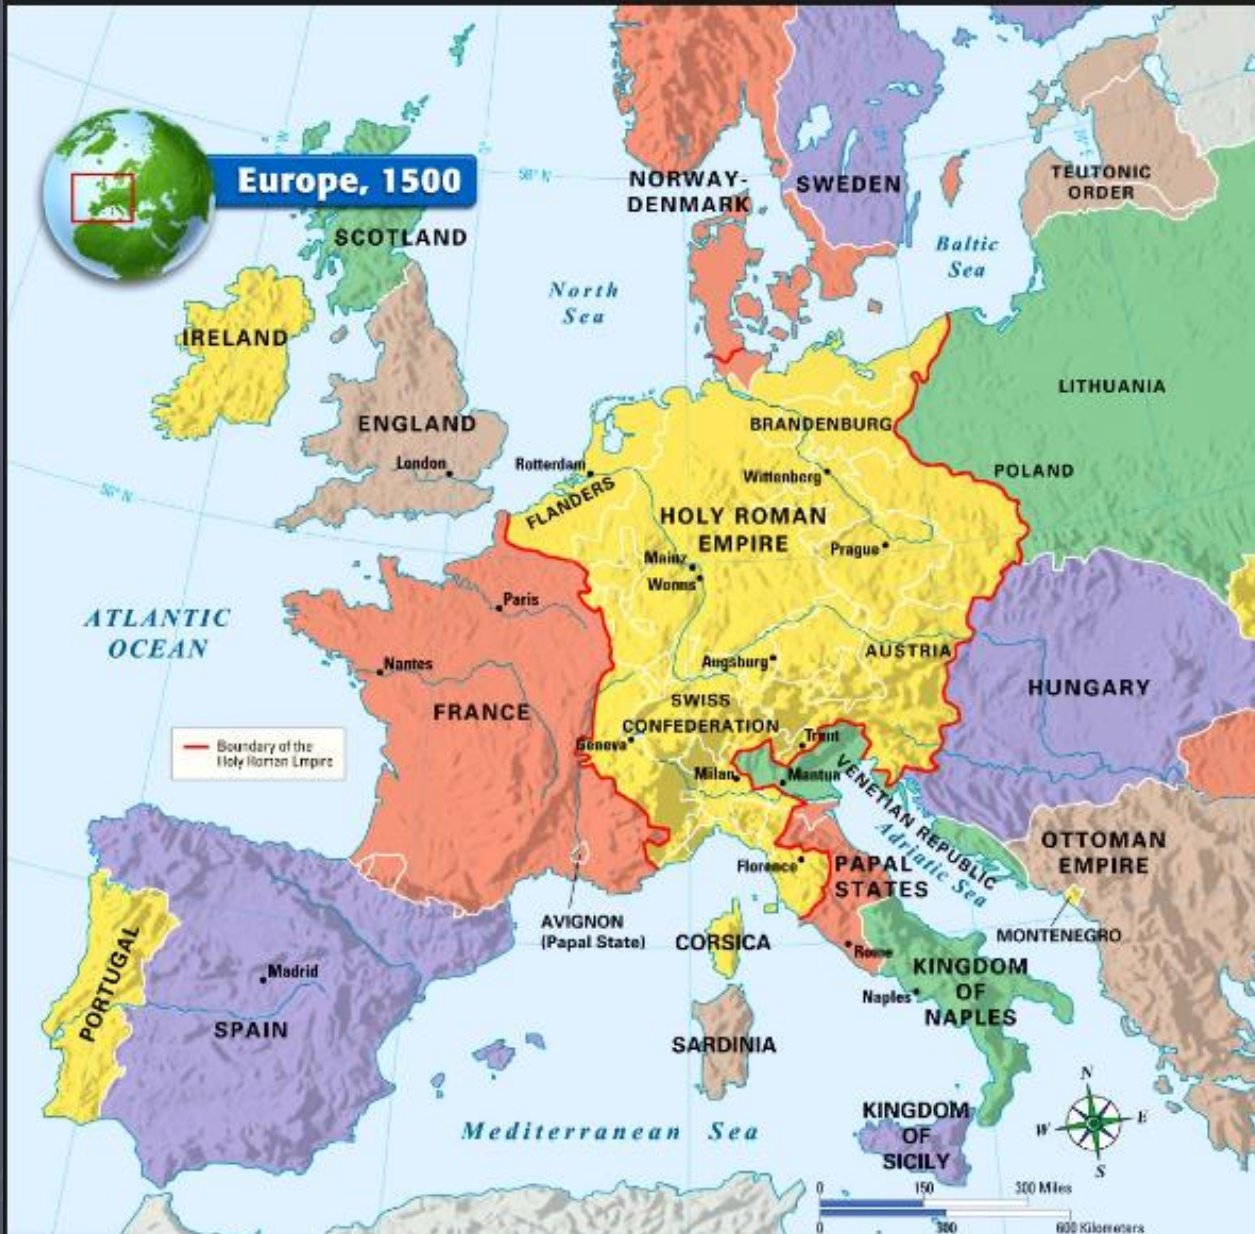 Europe, 1500
NORWAY-
DENMARK
SWEDEN
TEUTONIC
ORDER
Baltic
Sea
SCOTLAND
North
Sea
IRELAND
ENGLAND
London
LITHUANIA
POLAND
BRANDENBURG
Rotterdam
FLANDERS
Wittenberg
HOLY ROMAN
EMPIRE
Prague
Mainz
Worms
50° N
50° N
ATLANTIC
OCEAN
Paris
Nantes
FRANCE
Augsburg
AUSTRIA
HUNGARY
SWISS
CONFEDERATION
Geneva
Trent
Milan
Mantua
VENETIAN REPUBLIC
Adriatic Sea
Boundary of the
Holy Roman Empire
OTTOMAN
EMPIRE
Florence
PAPAL
STATES
MONTENEGRO
AVIGNON
(Papal State)
CORSICA
Rome
KINGDOM
OF
NAPLES
Naples
PORTUGAL
Madrid
SPAIN
SARDINIA
Mediterranean Sea
KINGDOM
OF
SICILY
N
W
E
S
0 150 300 Miles
0 300 600 Kilometers